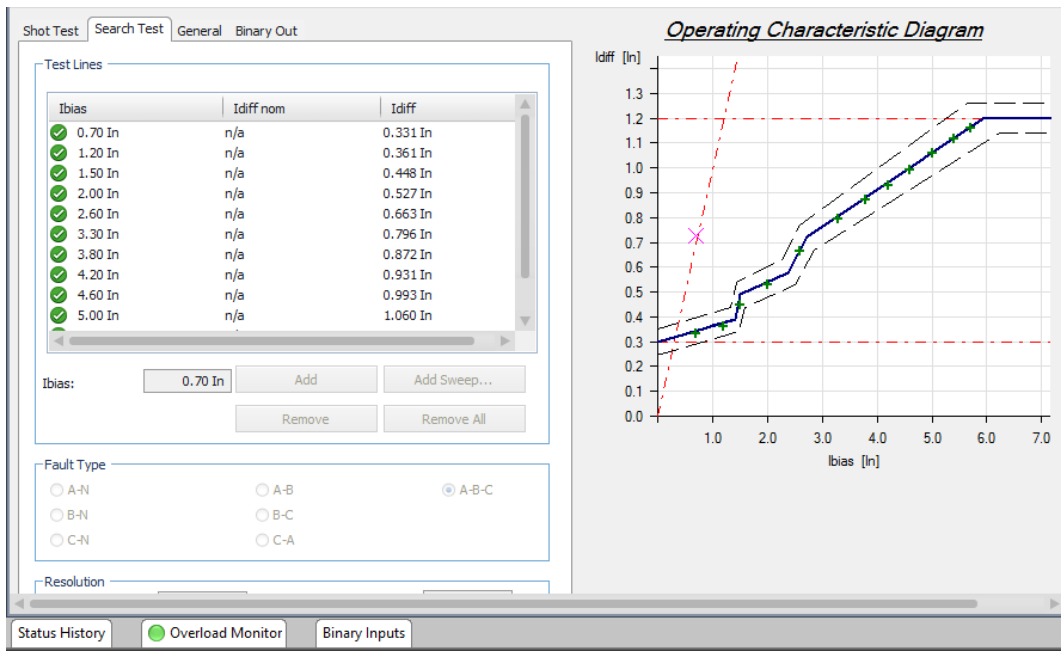 Shot Test Search Test General Binary Out
Test Lines
Ibias Idiff nom Idiff
0.70 In n/a 0.331 In
1.20 In n/a 0.361 In
1.50 In n/a 0.448 In
2.00 In n/a 0.527 In
2.60 In n/a 0.663 In
3.30 In n/a 0.796 In
3.80 In n/a 0.872 In
4.20 In n/a 0.931 In
4.60 In n/a 0.993 In
5.00 In n/a 1.060 In
Ibias: 0.70 In Add Add Sweep...
Remove Remove All
Fault Type
A-N A-B A-B-C
B-N B-C
C-N C-A
Resolution
Operating Characteristic Diagram
Idiff [In]
1.3
1.2
1.1
1.0
0.9
0.8
0.7
0.6
0.5
0.4
0.3
0.2
0.1
0.0
1.0 2.0 3.0 4.0 5.0 6.0 7.0
Ibias [In]
Status History Overload Monitor Binary Inputs